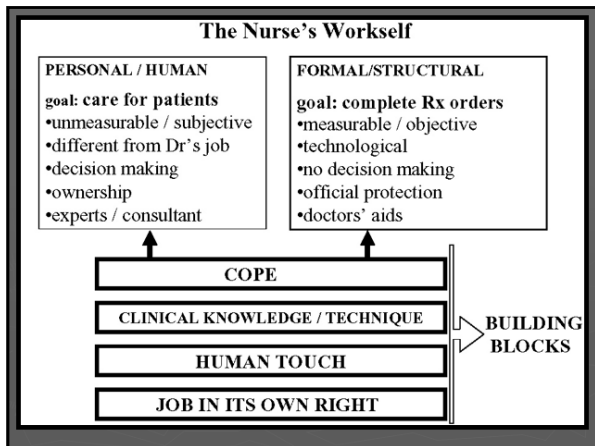 The Nurse's Workself
PERSONAL / HUMAN
goal: care for patients
•unmeasurable / subjective
•different from Dr's job
•decision making
•ownership
•experts / consultant
FORMAL/STRUCTURAL
goal: complete Rx orders
•measurable / objective
•technological
•no decision making
•official protection
•doctors' aids
COPE
CLINICAL KNOWLEDGE / TECHNIQUE
HUMAN TOUCH
JOB IN ITS OWN RIGHT
BUILDING
BLOCKS